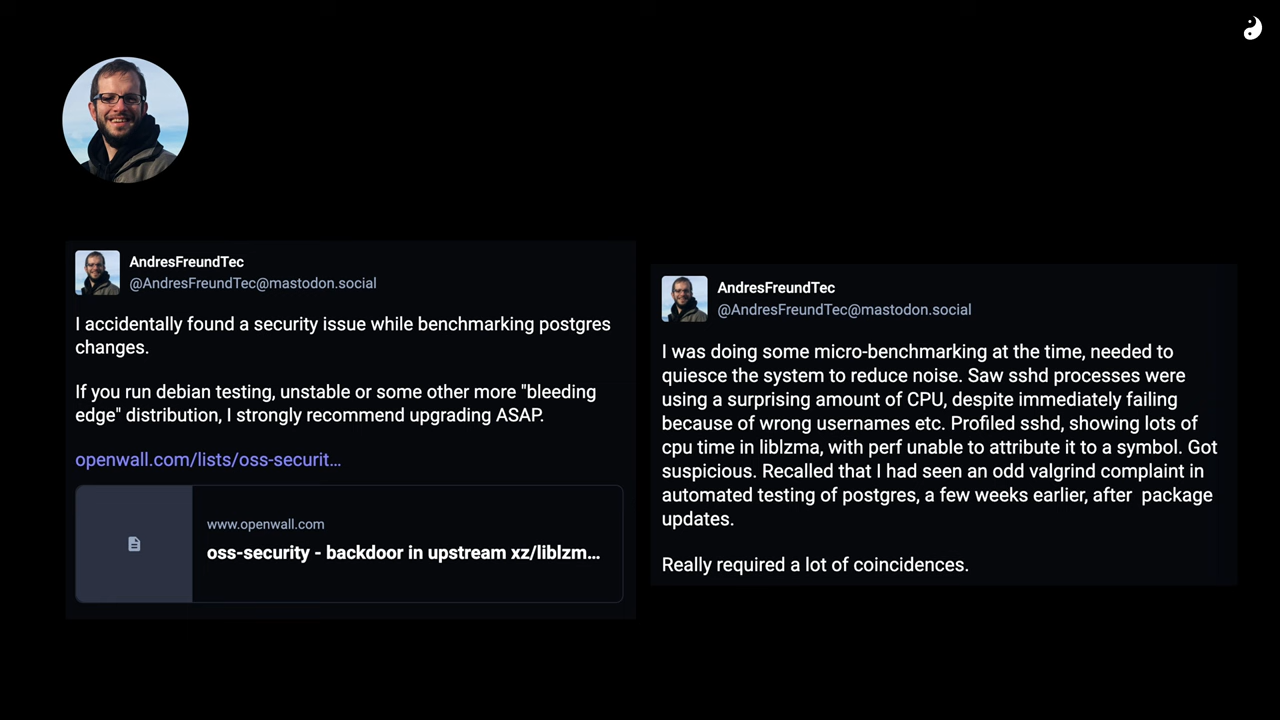 AndresFreundTec
@AndresFreundTec@mastodon.social
I accidentally found a security issue while benchmarking postgres
changes.
If you run debian testing, unstable or some other more "bleeding
edge" distribution, I strongly recommend upgrading ASAP.
openwall.com/lists/oss-securit…
www.openwall.com
oss-security - backdoor in upstream xz/liblzm...
AndresFreundTec
@AndresFreundTec@mastodon.social
I was doing some micro-benchmarking at the time, needed to
quiesce the system to reduce noise. Saw sshd processes were
using a surprising amount of CPU, despite immediately failing
because of wrong usernames etc. Profiled sshd, showing lots of
cpu time in liblzma, with perf unable to attribute it to a symbol. Got
suspicious. Recalled that I had seen an odd valgrind complaint in
automated testing of postgres, a few weeks earlier, after package
updates.
Really required a lot of coincidences.